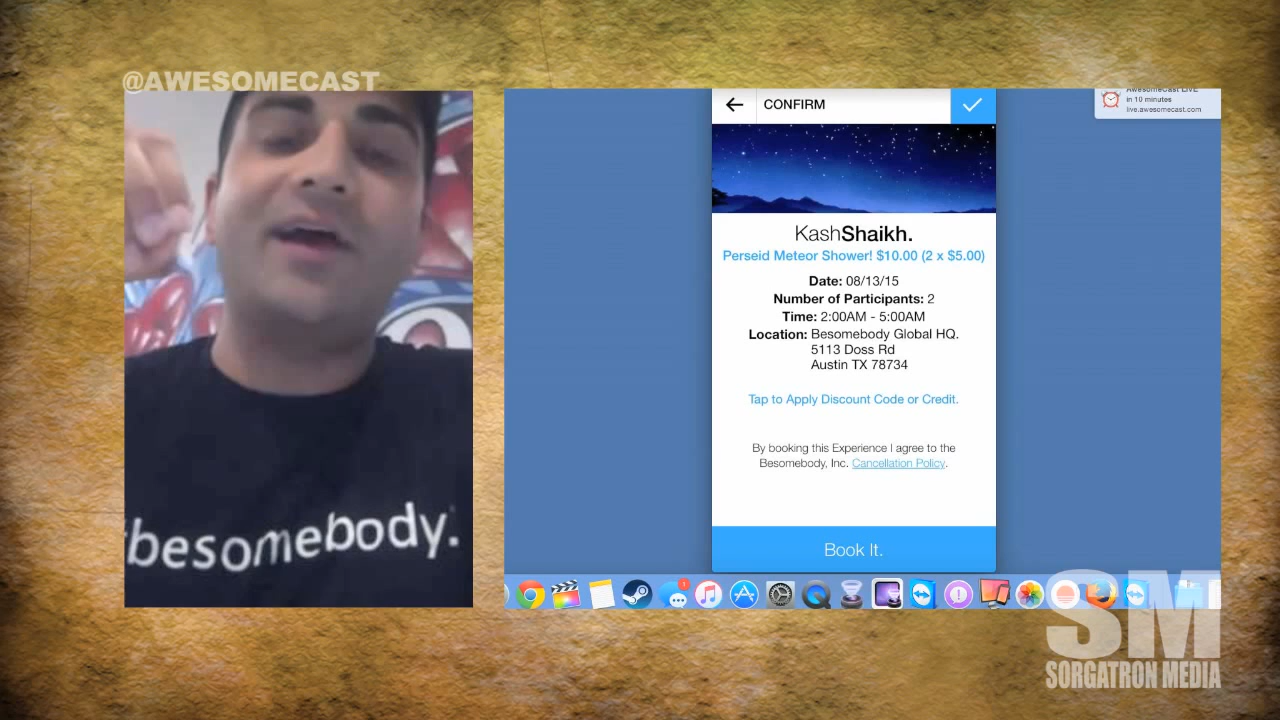 @AWESOMECAST
CONFIRM
AwesomeCast LIVE
in 10 minutes
live.awesomecast.com
KashShaikh.
Perseid Meteor Shower! $10.00 (2 x $5.00)
Date: 08/13/15
Number of Participants: 2
Time: 2:00AM - 5:00AM
Location: Besomebody Global HQ.
5113 Doss Rd
Austin TX 78734
Tap to Apply Discount Code or Credit.
By booking this Experience I agree to the
Besomebody, Inc. Cancellation Policy.
Book It.
besomebody.
1
SM
SORGATRON MEDIA